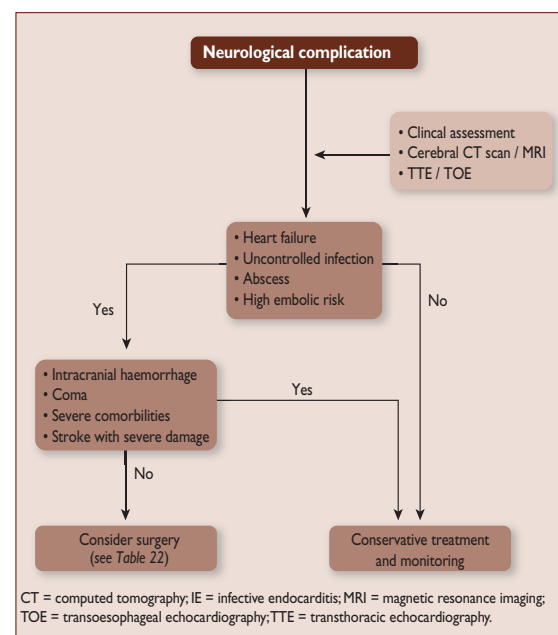 Neurological complication
• Clincal assessment
• Cerebral CT scan / MRI
• TTE / TOE
• Heart failure
• Uncontrolled infection
• Abscess
• High embolic risk
Yes
No
• Intracranial haemorrhage
• Coma
• Severe comorbilities
• Stroke with severe damage
Yes
No
Consider surgery
(see Table 22)
Conservative treatment
and monitoring
CT = computed tomography; IE = infective endocarditis; MRI = magnetic resonance imaging;
TOE = transoesophageal echocardiography; TTE = transthoracic echocardiography.